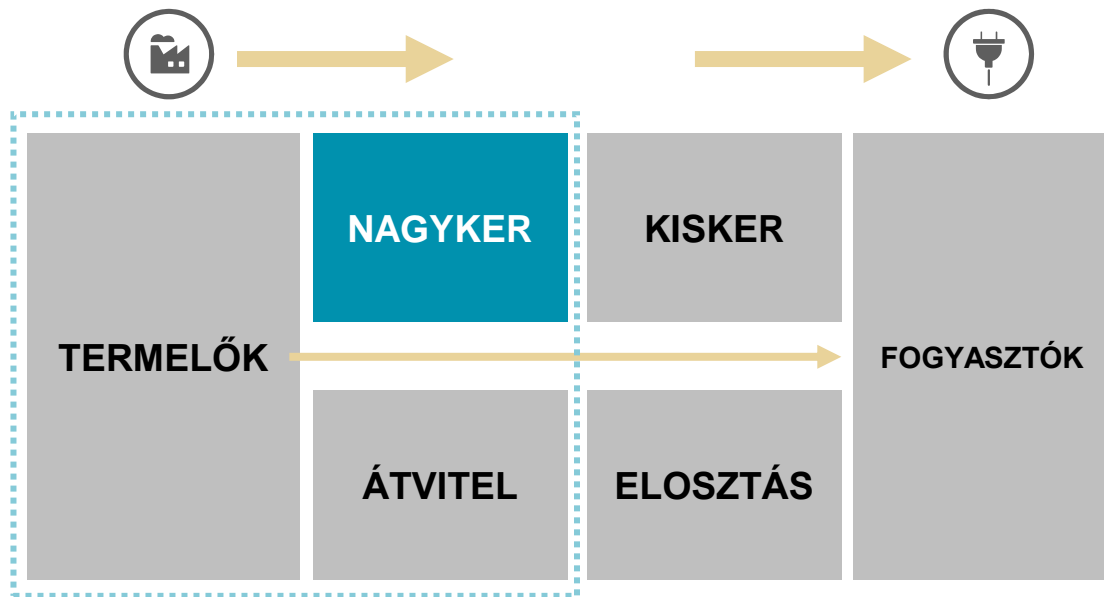 NAGYKER
KISKER
TERMELŐK
FOGYASZTÓK
ÁTVITEL
ELOSZTÁS